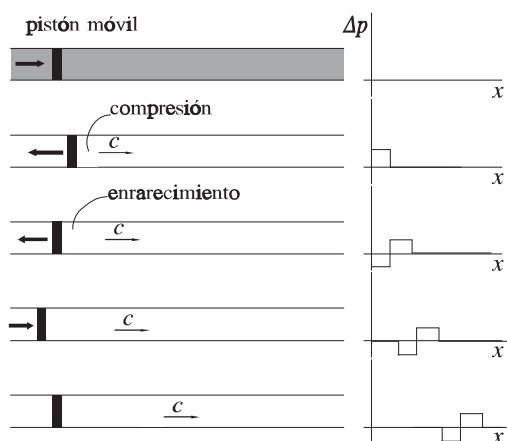 pistón móvil
Δp
x
compresión
c
x
enrarecimiento
c
x
c
x
c
x